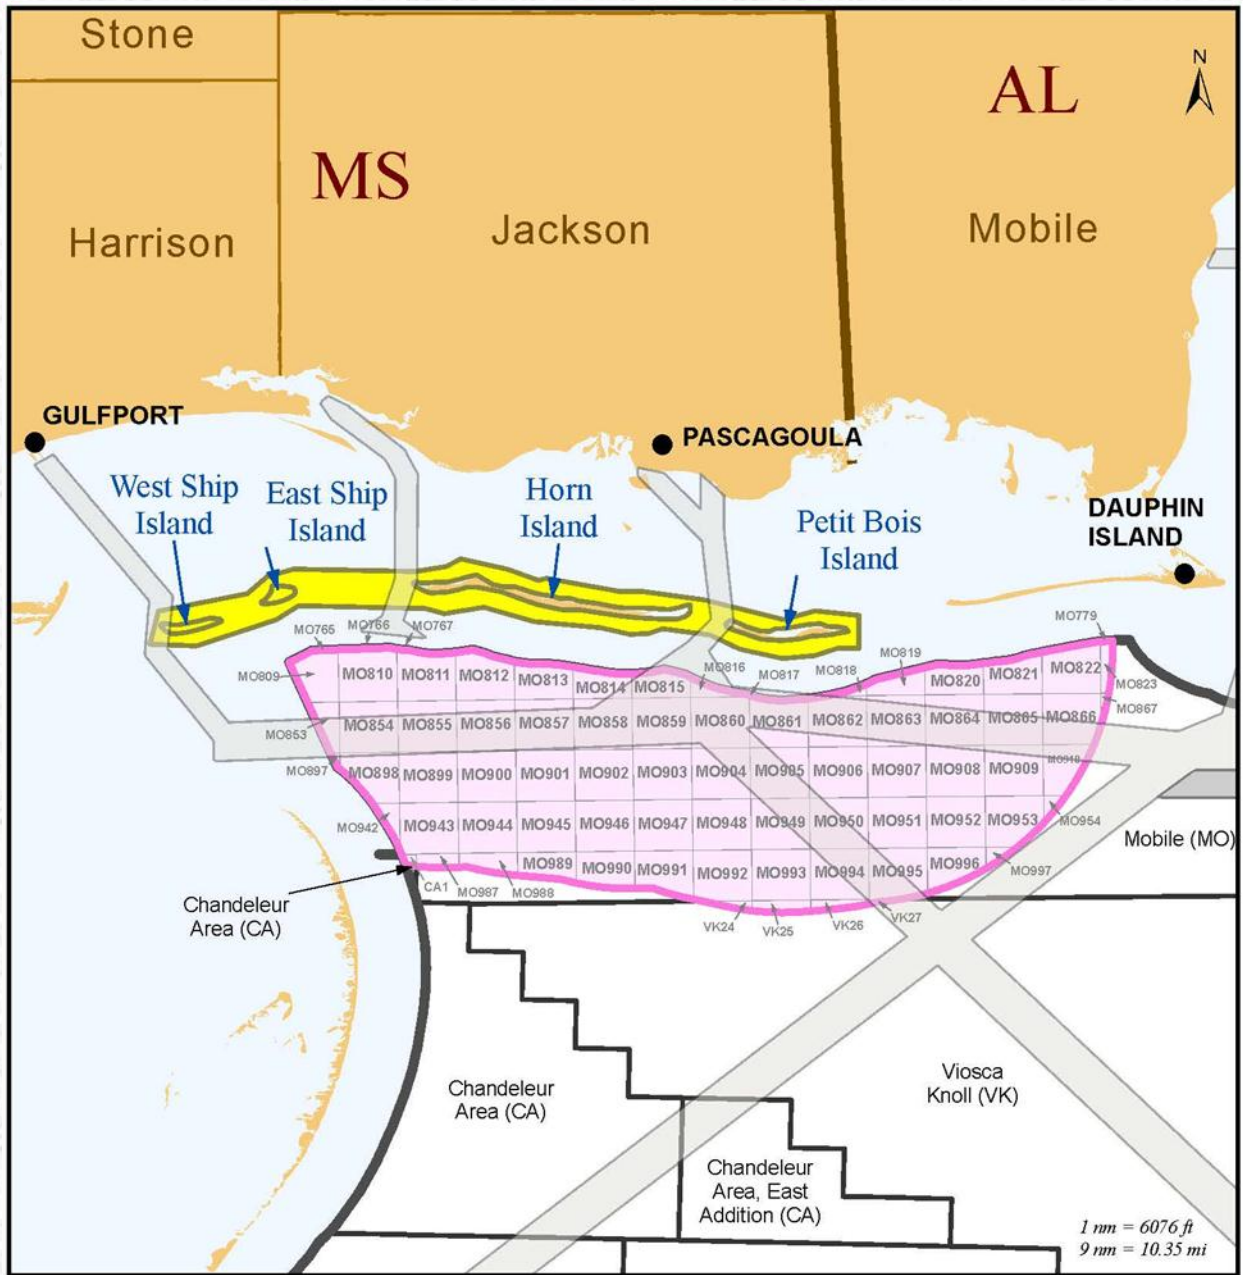 Stone
N
AL
MS
Harrison
Jackson
Mobile
GULFPORT
PASCAGOULA
West Ship
Island
East Ship
Island
Horn
Island
Petit Bois
Island
DAUPHIN
ISLAND
MO765
MO766
MO767
MO779
MO809
MO810
MO811
MO812
MO813
MO814
MO815
MO816
MO817
MO818
MO819
MO820
MO821
MO822
MO823
MO853
MO854
MO855
MO856
MO857
MO858
MO859
MO860
MO861
MO862
MO863
MO864
MO865
MO866
MO867
MO897
MO898
MO899
MO900
MO901
MO902
MO903
MO904
MO905
MO906
MO907
MO908
MO909
MO910
MO942
MO943
MO944
MO945
MO946
MO947
MO948
MO949
MO950
MO951
MO952
MO953
MO954
Mobile (MO)
CA1
MO987
MO988
MO989
MO990
MO991
MO992
MO993
MO994
MO995
MO996
MO997
Chandeleur
Area (CA)
VK24
VK25
VK26
VK27
Chandeleur
Area (CA)
Viosca
Knoll (VK)
Chandeleur
Area, East
Addition (CA)
1 nm = 6076 ft
9 nm = 10.35 mi